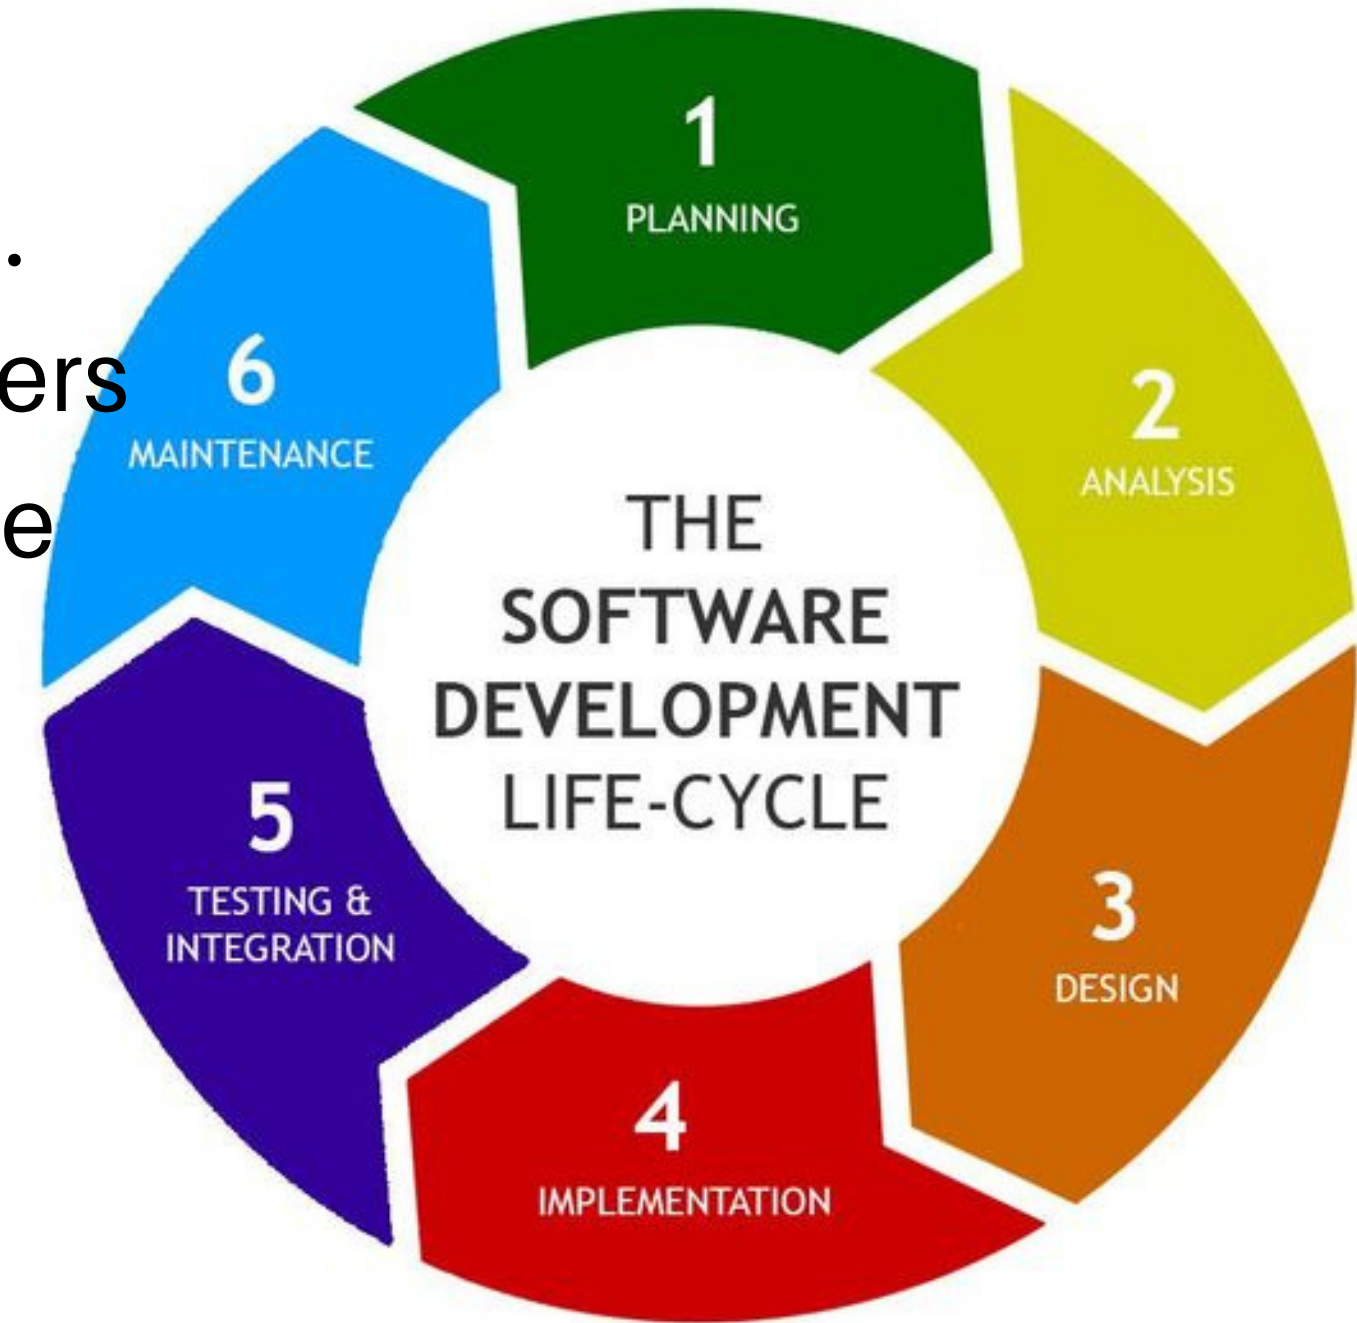 1
PLANNING
2
ANALYSIS
3
DESIGN
4
IMPLEMENTATION
5
TESTING &
INTEGRATION
6
MAINTENANCE
THE
SOFTWARE
DEVELOPMENT
LIFE-CYCLE
.
ers
e